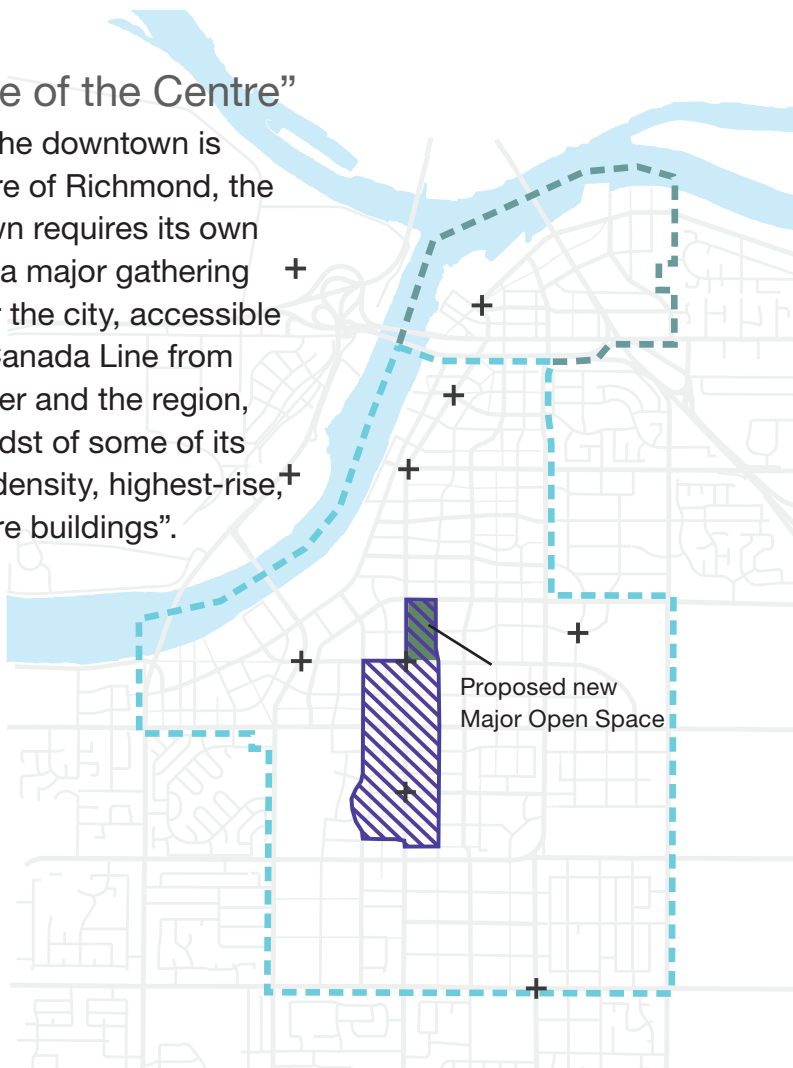 e of the Centre”
he downtown is
re of Richmond, the
wn requires its own
a major gathering
r the city, accessible
Canada Line from
er and the region,
dst of some of its
density, highest-rise,
re buildings”.
Proposed new
Major Open Space